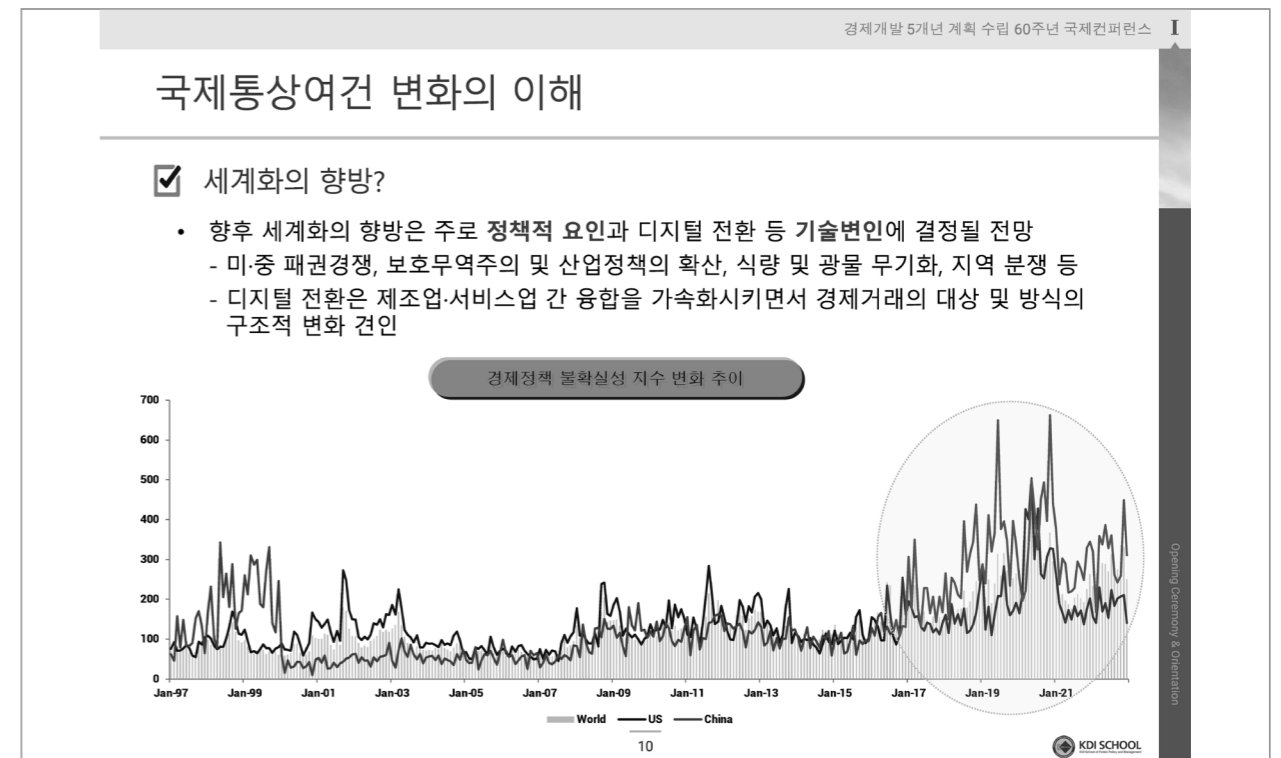 경제개발 5개년 계획 수립 60주년 국제컨퍼런스 I
국제통상여건 변화의 이해
세계화의 향방?
• 향후 세계화의 향방은 주로 정책적 요인과 디지털 전환 등 기술변인에 결정될 전망
- 미·중 패권경쟁, 보호무역주의 및 산업정책의 확산, 식량 및 광물 무기화, 지역 분쟁 등
- 디지털 전환은 제조업·서비스업 간 융합을 가속화시키면서 경제거래의 대상 및 방식의
구조적 변화 견인
경제정책 불확실성 지수 변화 추이
700
600
500
400
300
200
100
0
Jan-97 Jan-99 Jan-01 Jan-03 Jan-05 Jan-07 Jan-09 Jan-11 Jan-13 Jan-15 Jan-17 Jan-19 Jan-21
World US China
10
Opening Ceremony & Orientation
KDI SCHOOL